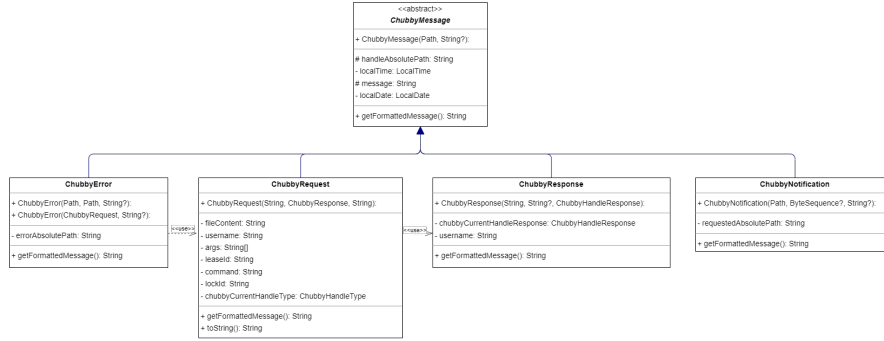 <<abstract>>
ChubbyMessage
+ ChubbyMessage(Path, String?):
# handleAbsolutePath: String
- localTime: LocalTime
# message: String
- localDate: LocalDate
+ getFormattedMessage(): String
ChubbyError
+ ChubbyError(Path, Path, String?):
+ ChubbyError(ChubbyRequest, String?):
- errorAbsolutePath: String
+ getFormattedMessage(): String
<<use>>
ChubbyRequest
+ ChubbyRequest(String, ChubbyResponse, String):
- fileContent: String
- username: String
- args: String[]
- leaseId: String
- command: String
- lockId: String
- chubbyCurrentHandleType: ChubbyHandleType
+ getFormattedMessage(): String
+ toString(): String
<<use>>
ChubbyResponse
+ ChubbyResponse(String, String?, ChubbyHandleResponse):
- chubbyCurrentHandleResponse: ChubbyHandleResponse
- username: String
+ getFormattedMessage(): String
ChubbyNotification
+ ChubbyNotification(Path, ByteSequence?, String?):
- requestedAbsolutePath: String
+ getFormattedMessage(): String